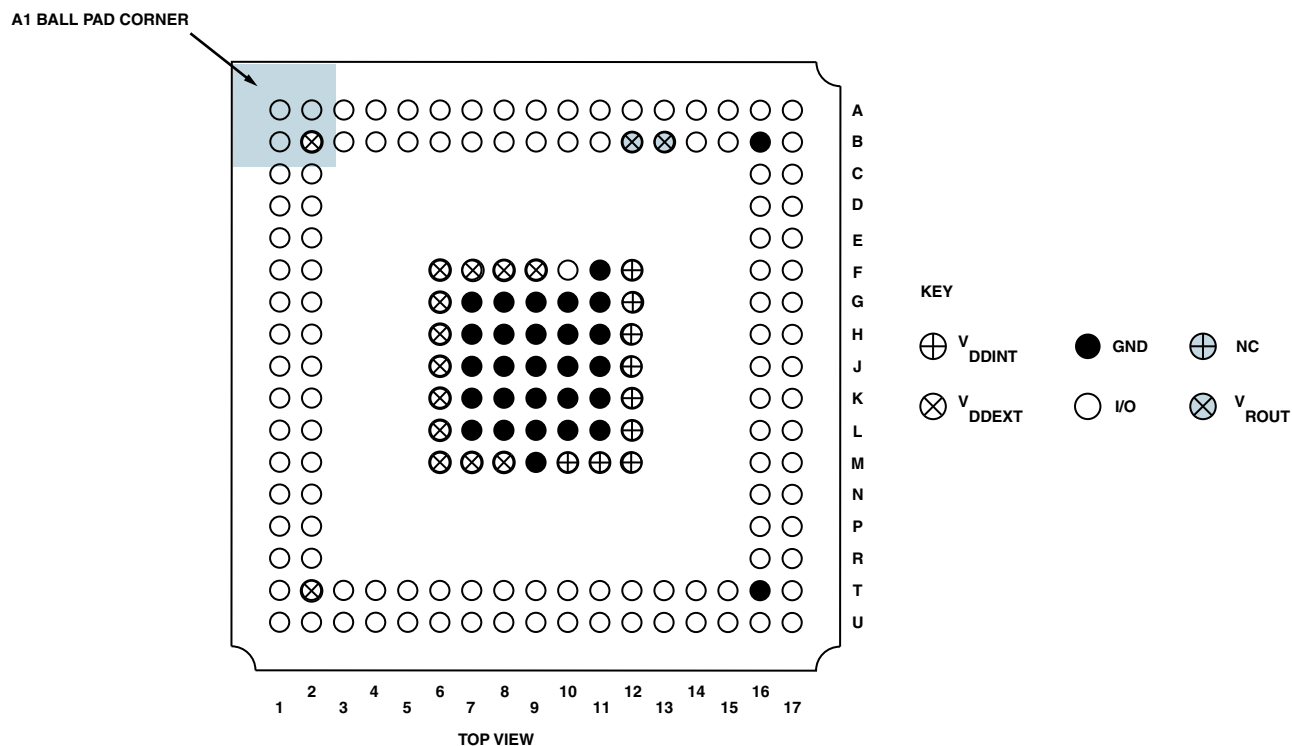 A1 BALL PAD CORNER
A
B
C
D
E
F
G
H
J
K
L
M
N
P
R
T
U
KEY
VDDINT
GND
NC
VDDEXT
I/O
VROUT
2 4 6 8 10 12 14 16
1 3 5 7 9 11 13 15 17
TOP VIEW